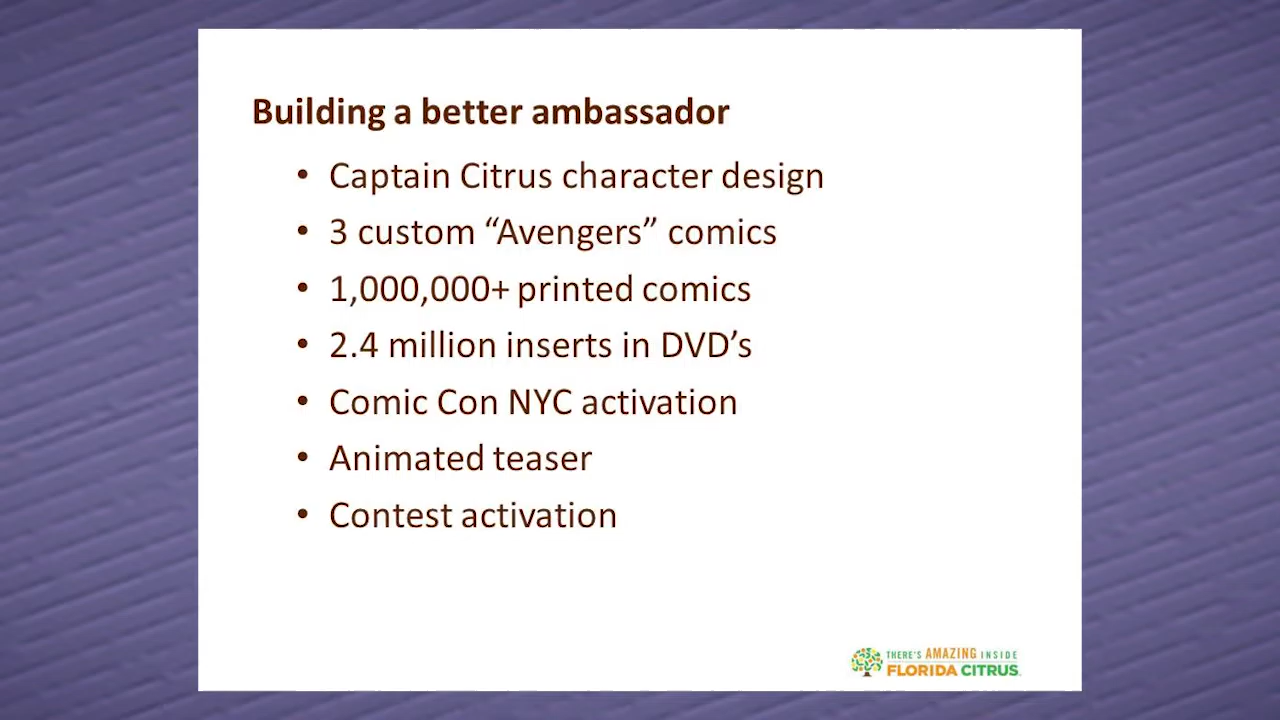 Building a better ambassador
• Captain Citrus character design
• 3 custom “Avengers” comics
• 1,000,000+ printed comics
• 2.4 million inserts in DVD’s
• Comic Con NYC activation
• Animated teaser
• Contest activation
THERE'S AMAZING INSIDE
FLORIDA CITRUS.